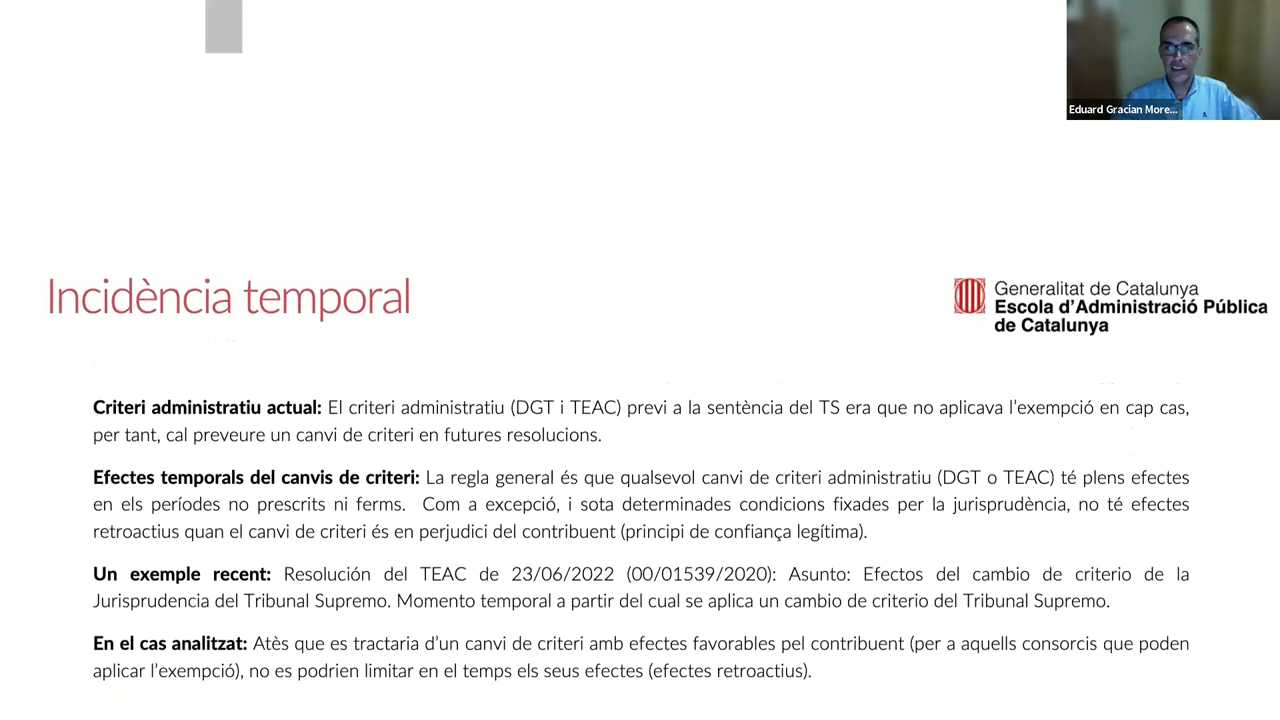 Eduard Gracian More...
Incidència temporal
Generalitat de Catalunya
Escola d'Administració Pública
de Catalunya
Criteri administratiu actual: El criteri administratiu (DGT i TEAC) previ a la sentència del TS era que no aplicava l'exempció en cap cas,
per tant, cal preveure un canvi de criteri en futures resolucions.
Efectes temporals del canvis de criteri: La regla general és que qualsevol canvi de criteri administratiu (DGT o TEAC) té plens efectes
en els períodes no prescrits ni ferms. Com a excepció, i sota determinades condicions fixades per la jurisprudència, no té efectes
retroactius quan el canvi de criteri és en perjudici del contribuent (principi de confiança legítima).
Un exemple recent: Resolución del TEAC de 23/06/2022 (00/01539/2020): Asunto: Efectos del cambio de criterio de la
Jurisprudencia del Tribunal Supremo. Momento temporal a partir del cual se aplica un cambio de criterio del Tribunal Supremo.
En el cas analitzat: Atès que es tractaria d'un canvi de criteri amb efectes favorables pel contribuent (per a aquells consorcis que poden
aplicar l'exempció), no es podrien limitar en el temps els seus efectes (efectes retroactius).